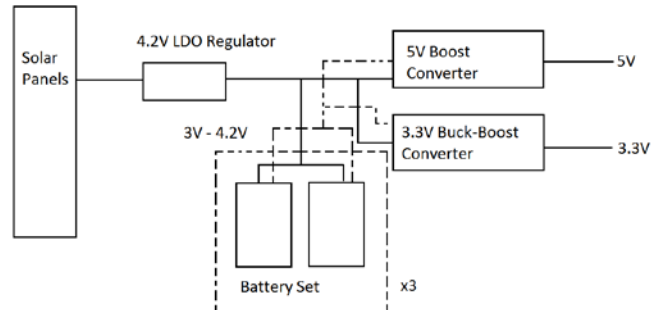 Solar
Panels
4.2V LDO Regulator
5V Boost
Converter
5V
3.3V Buck-Boost
Converter
3.3V
3V - 4.2V
Battery Set
x3